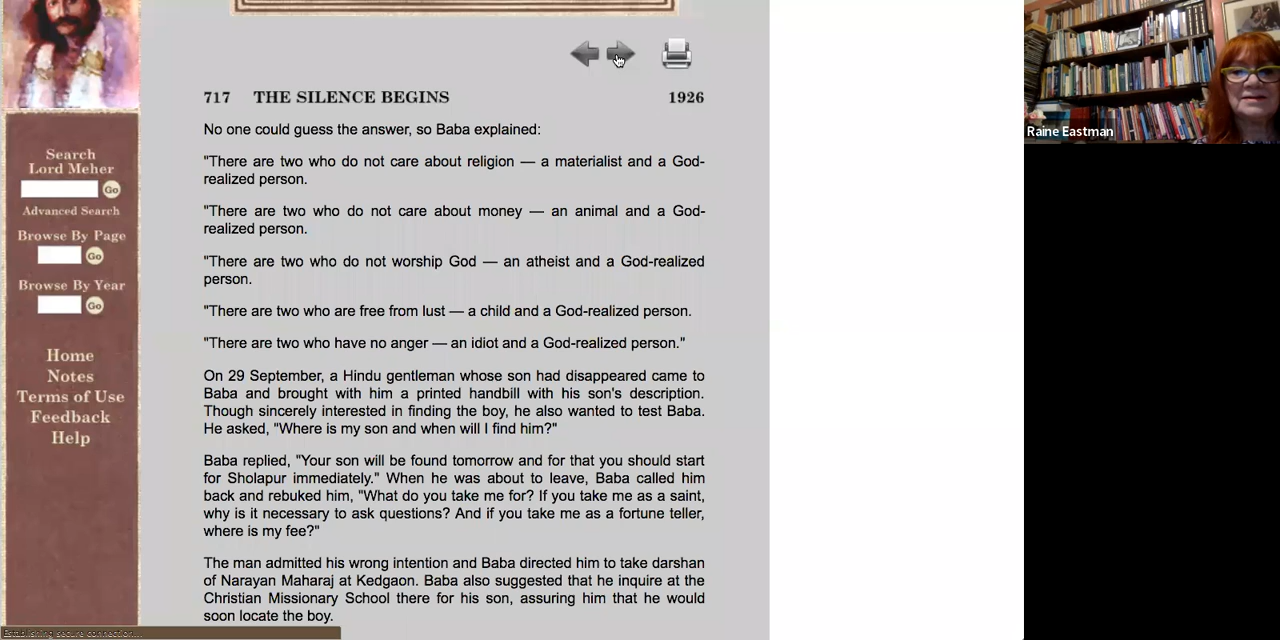 717 THE SILENCE BEGINS 1926
No one could guess the answer, so Baba explained:
"There are two who do not care about religion — a materialist and a God-
realized person.
"There are two who do not care about money — an animal and a God-
realized person.
"There are two who do not worship God — an atheist and a God-realized
person.
"There are two who are free from lust — a child and a God-realized person.
"There are two who have no anger — an idiot and a God-realized person."
On 29 September, a Hindu gentleman whose son had disappeared came to
Baba and brought with him a printed handbill with his son's description.
Though sincerely interested in finding the boy, he also wanted to test Baba.
He asked, "Where is my son and when will I find him?"
Baba replied, "Your son will be found tomorrow and for that you should start
for Sholapur immediately." When he was about to leave, Baba called him
back and rebuked him, "What do you take me for? If you take me as a saint,
why is it necessary to ask questions? And if you take me as a fortune teller,
where is my fee?"
The man admitted his wrong intention and Baba directed him to take darshan
of Narayan Maharaj at Kedgaon. Baba also suggested that he inquire at the
Christian Missionary School there for his son, assuring him that he would
soon locate the boy.
Search
Lord Meher
Go
Advanced Search
Browse By Page
Go
Browse By Year
Go
Home
Notes
Terms of Use
Feedback
Help
Establishing secure connection...
Raine Eastman